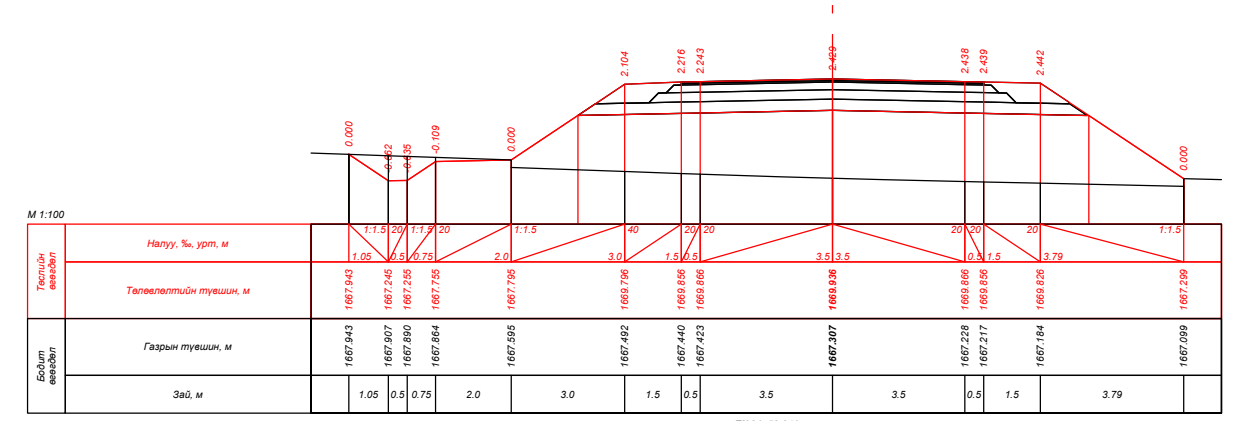 0.000 -0.662 -0.635 -0.109 0.000 2.104 2.216 2.243 2.429 2.438 2.439 2.442 0.000
М 1:100
Төслийн өгөгдөл
Налуу, ‰, урт, м
1:1.5 20 1:1.5 20 1:1.5 40 20 20 20 20 20 1:1.5
1.05 0.5 0.75 2.0 3.0 1.5 0.5 3.5 3.5 0.5 1.5 3.79
Төлөвлөлтийн түвшин, м
1667.943 1667.245 1667.255 1667.755 1667.795 1669.796 1669.856 1669.866 1669.936 1669.866 1669.856 1669.826 1667.299
Бодит өгөгдөл
Газрын түвшин, м
1667.943 1667.907 1667.890 1667.864 1667.595 1667.492 1667.440 1667.423 1667.307 1667.228 1667.217 1667.184 1667.099
Зай, м
1.05 0.5 0.75 2.0 3.0 1.5 0.5 3.5 3.5 0.5 1.5 3.79